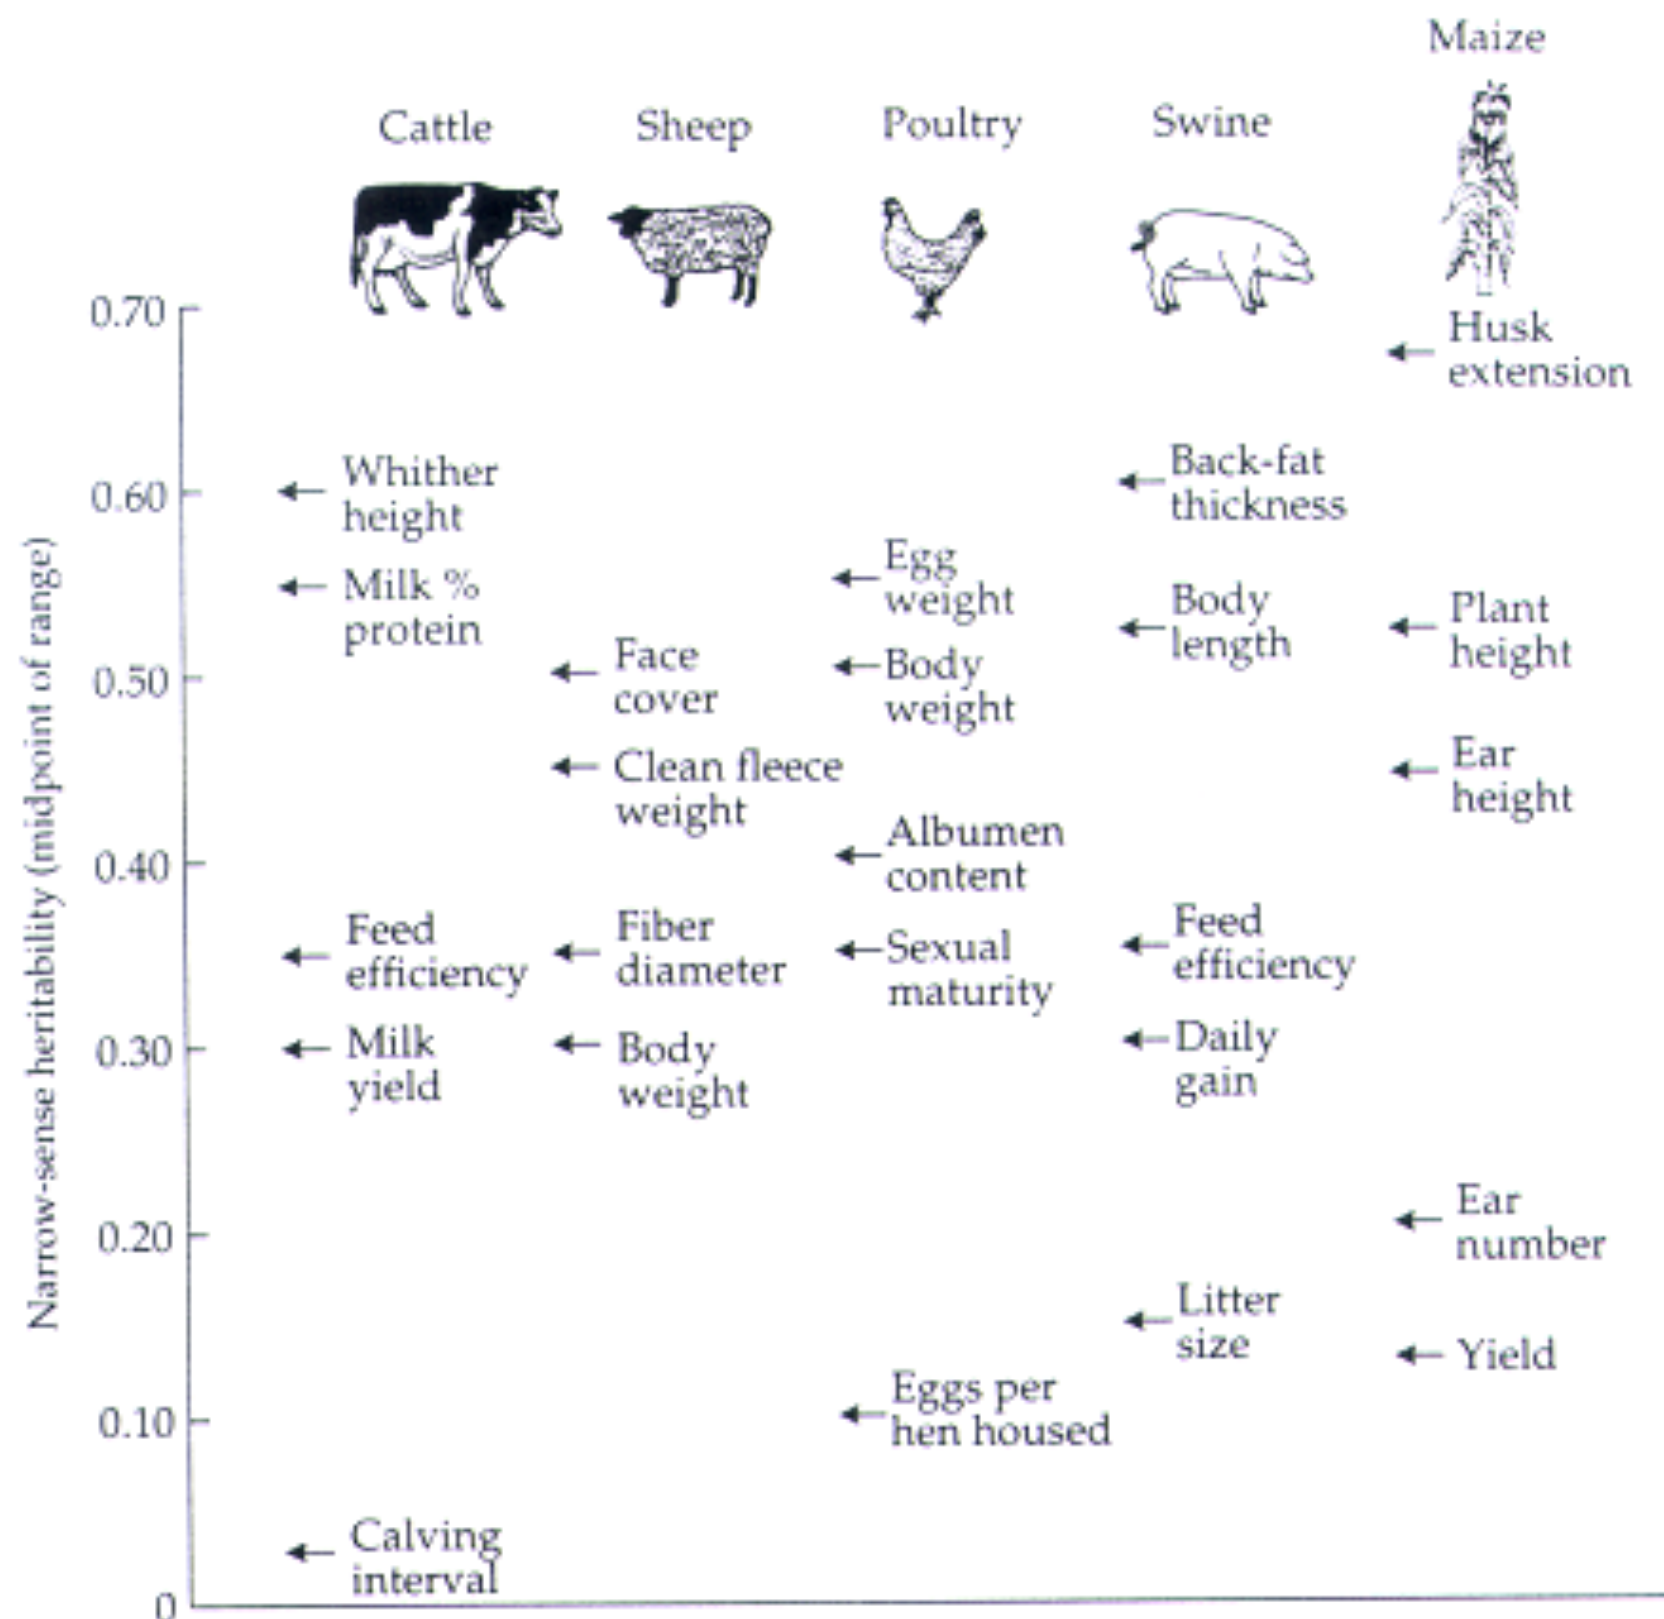 Maize
Cattle
Sheep
Poultry
Swine
Narrow-sense heritability (midpoint of range)
0.70
0.60
0.50
0.40
0.30
0.20
0.10
0
Whither
height
Milk %
protein
Feed
efficiency
Milk
yield
Calving
interval
Face
cover
Clean fleece
weight
Fiber
diameter
Body
weight
Egg
weight
Body
weight
Albumen
content
Sexual
maturity
Eggs per
hen housed
Back-fat
thickness
Body
length
Feed
efficiency
Daily
gain
Litter
size
Husk
extension
Plant
height
Ear
height
Ear
number
Yield